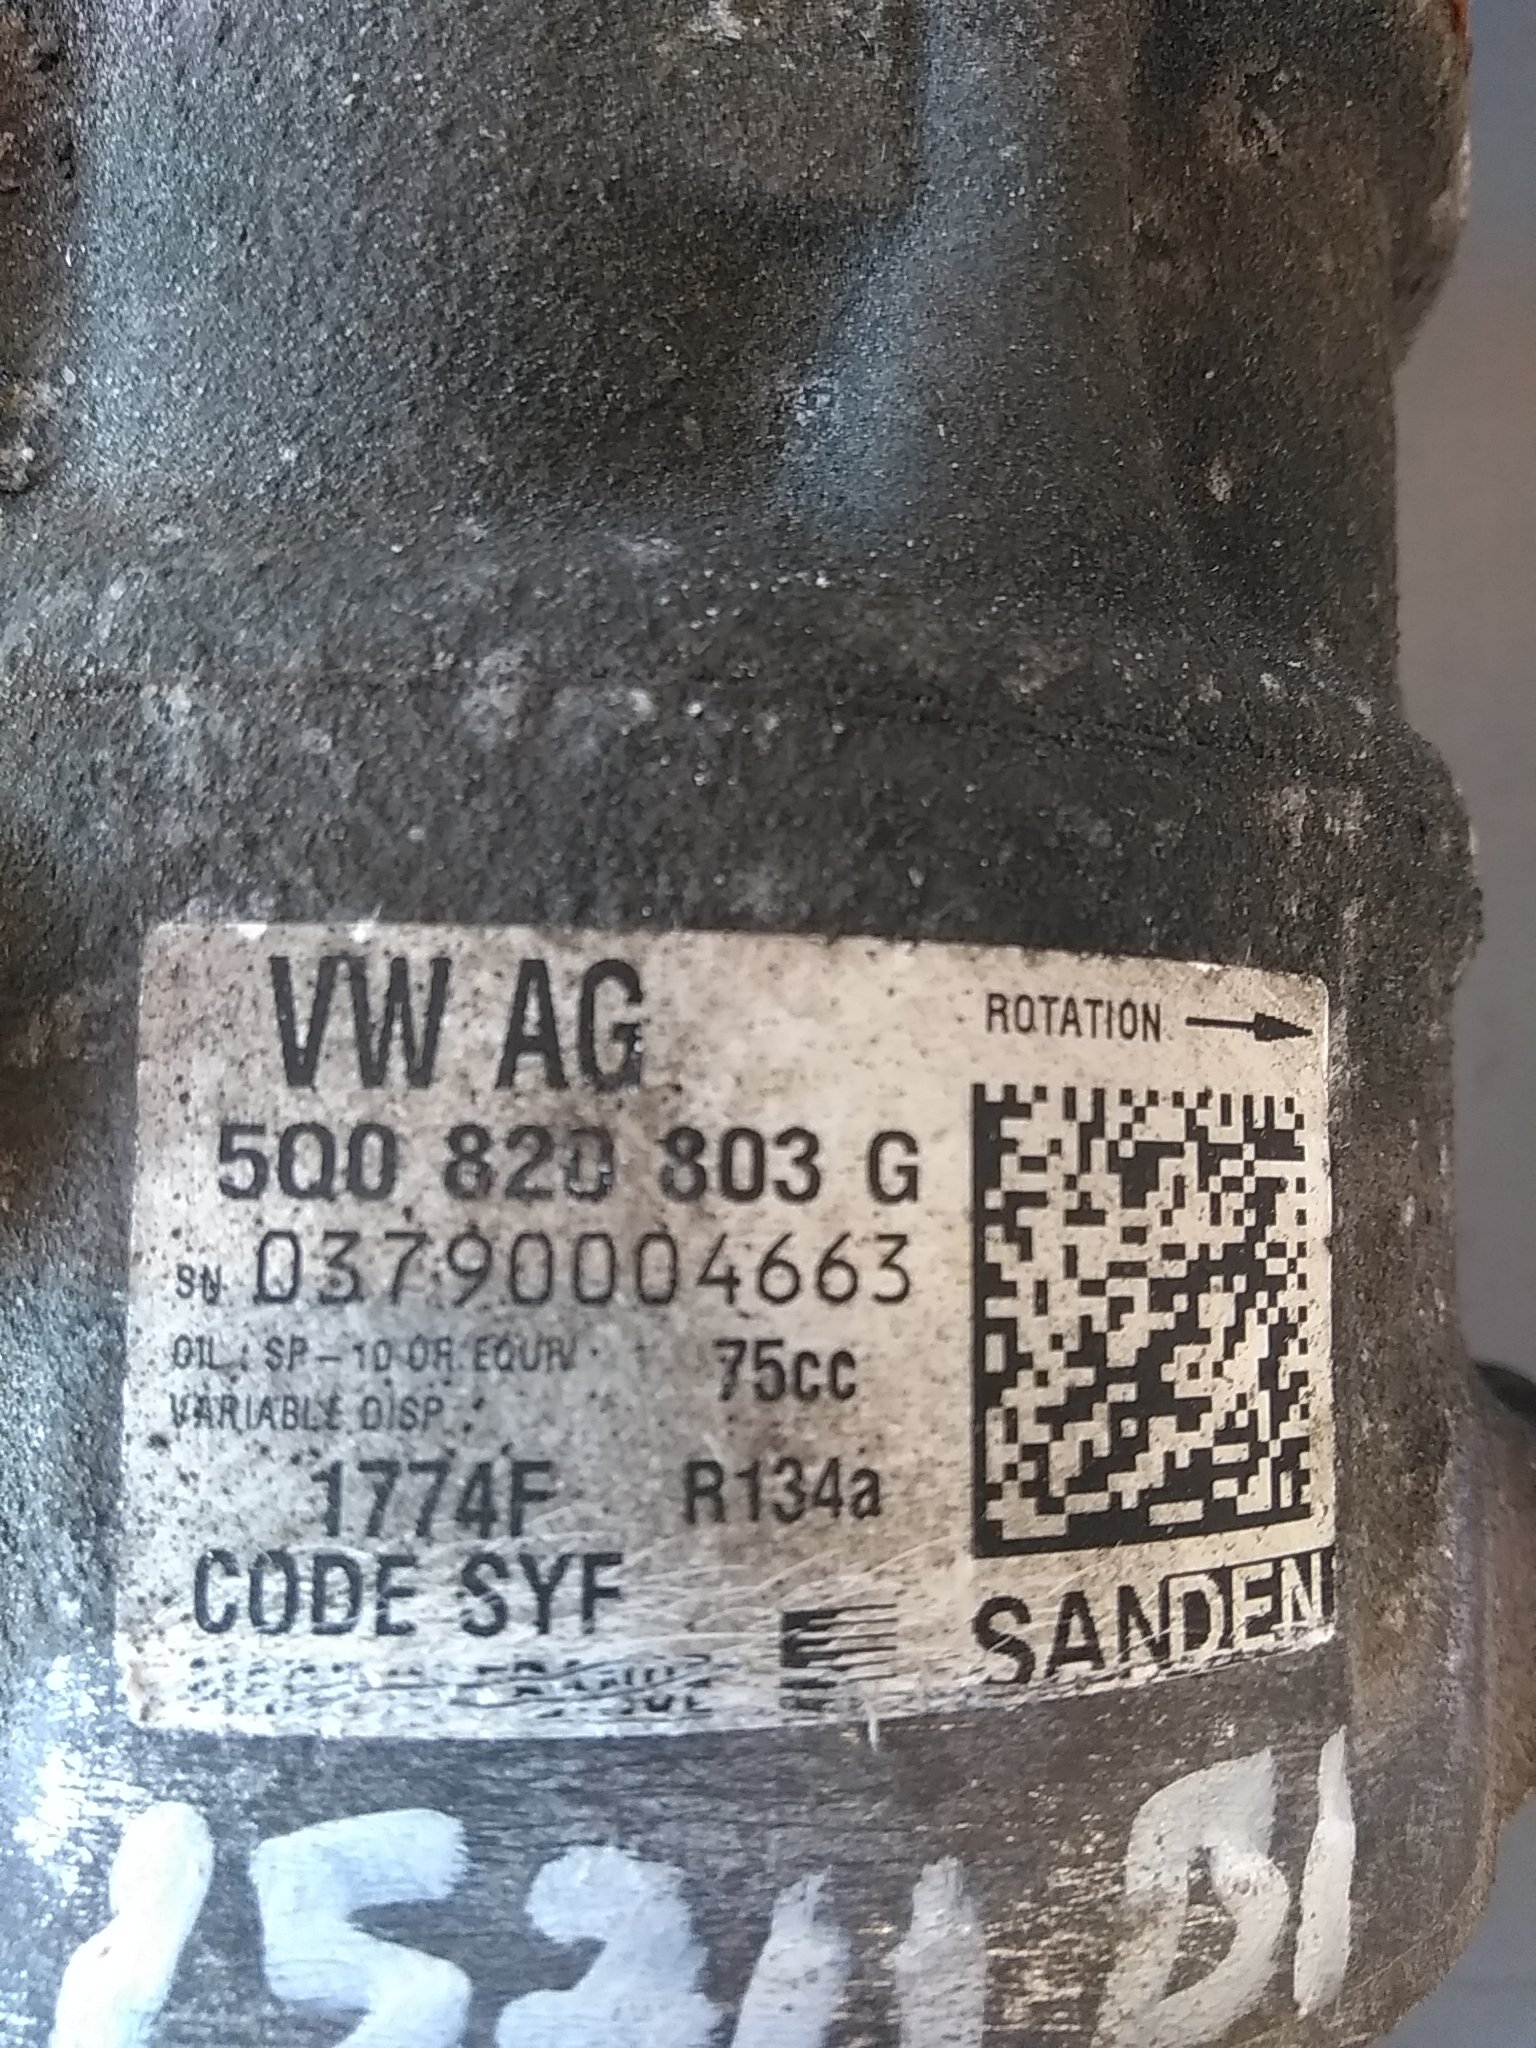 VW AG
ROTATION
5Q0 820 803 G
SN 03790004663
OIL : SP-10 OR EQUIV 75cc
VARIABLE DISP.
1774F R134a
CODE SYF
SANDEN
FRANCE